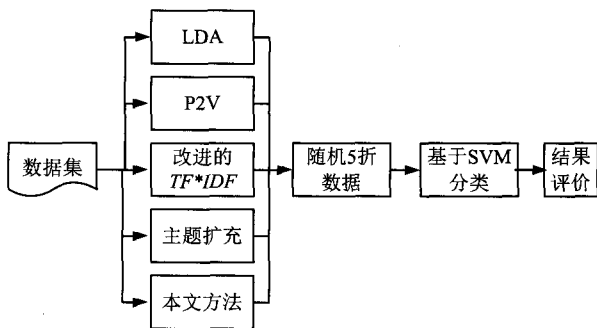 LDA
P2V
数据集
改进的
TF*IDF
随机5折
数据
基于SVM
分类
结果
评价
主题扩充
本文方法